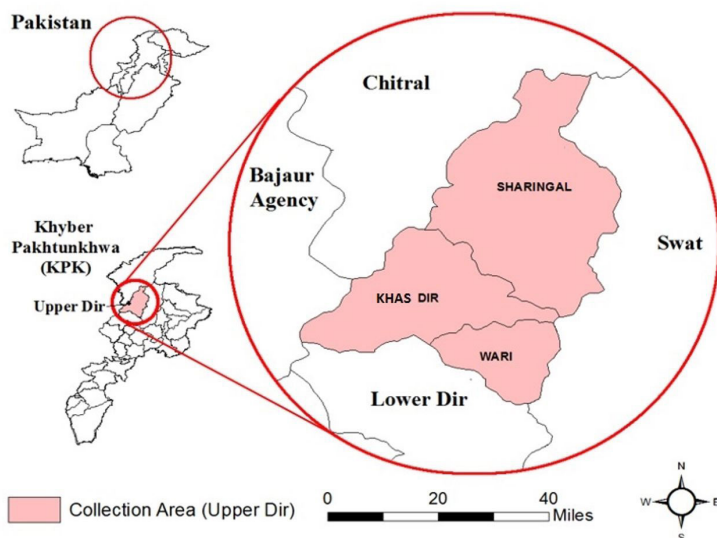 Pakistan
Chitral
Bajaur
Agency
SHARINGAL
Swat
Khyber
Pakhtunkhwa
(KPK)
Upper Dir
KHAS DIR
WARI
Lower Dir
Collection Area (Upper Dir)
0 20 40
Miles
N
W E
S